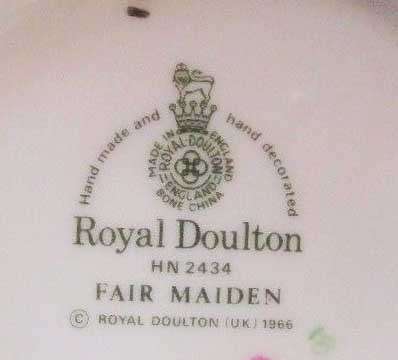 Hand made and hand decorated
MADE IN ENGLAND
ROYAL·DOULTON
ENGLAND
BONE CHINA
Royal Doulton
HN 2434
FAIR MAIDEN
© ROYAL DOULTON (UK) 1966